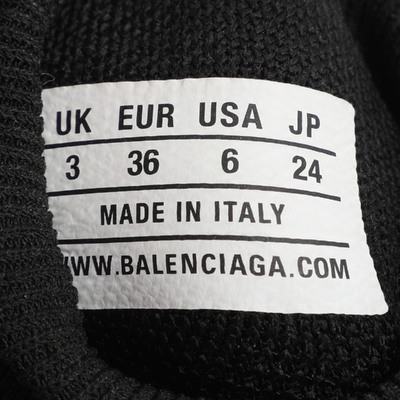 UK EUR USA JP
3 36 6 24
MADE IN ITALY
WWW.BALENCIAGA.COM